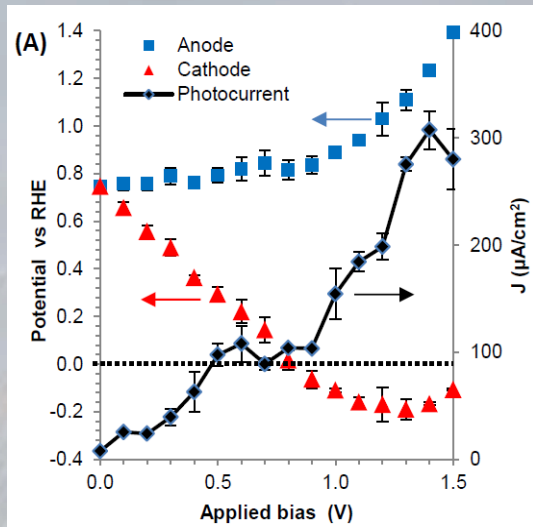 (A)
Anode
Cathode
Photocurrent
1.4
1.2
1.0
0.8
0.6
0.4
0.2
0.0
-0.2
-0.4
Potential vs RHE
400
300
200
100
0
J (µA/cm²)
0.0
0.5
1.0
1.5
Applied bias (V)